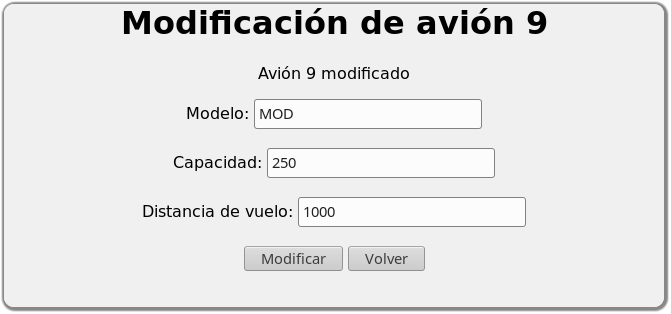 Modificación de avión 9
Avión 9 modificado
Modelo: MOD
Capacidad: 250
Distancia de vuelo: 1000
Modificar Volver